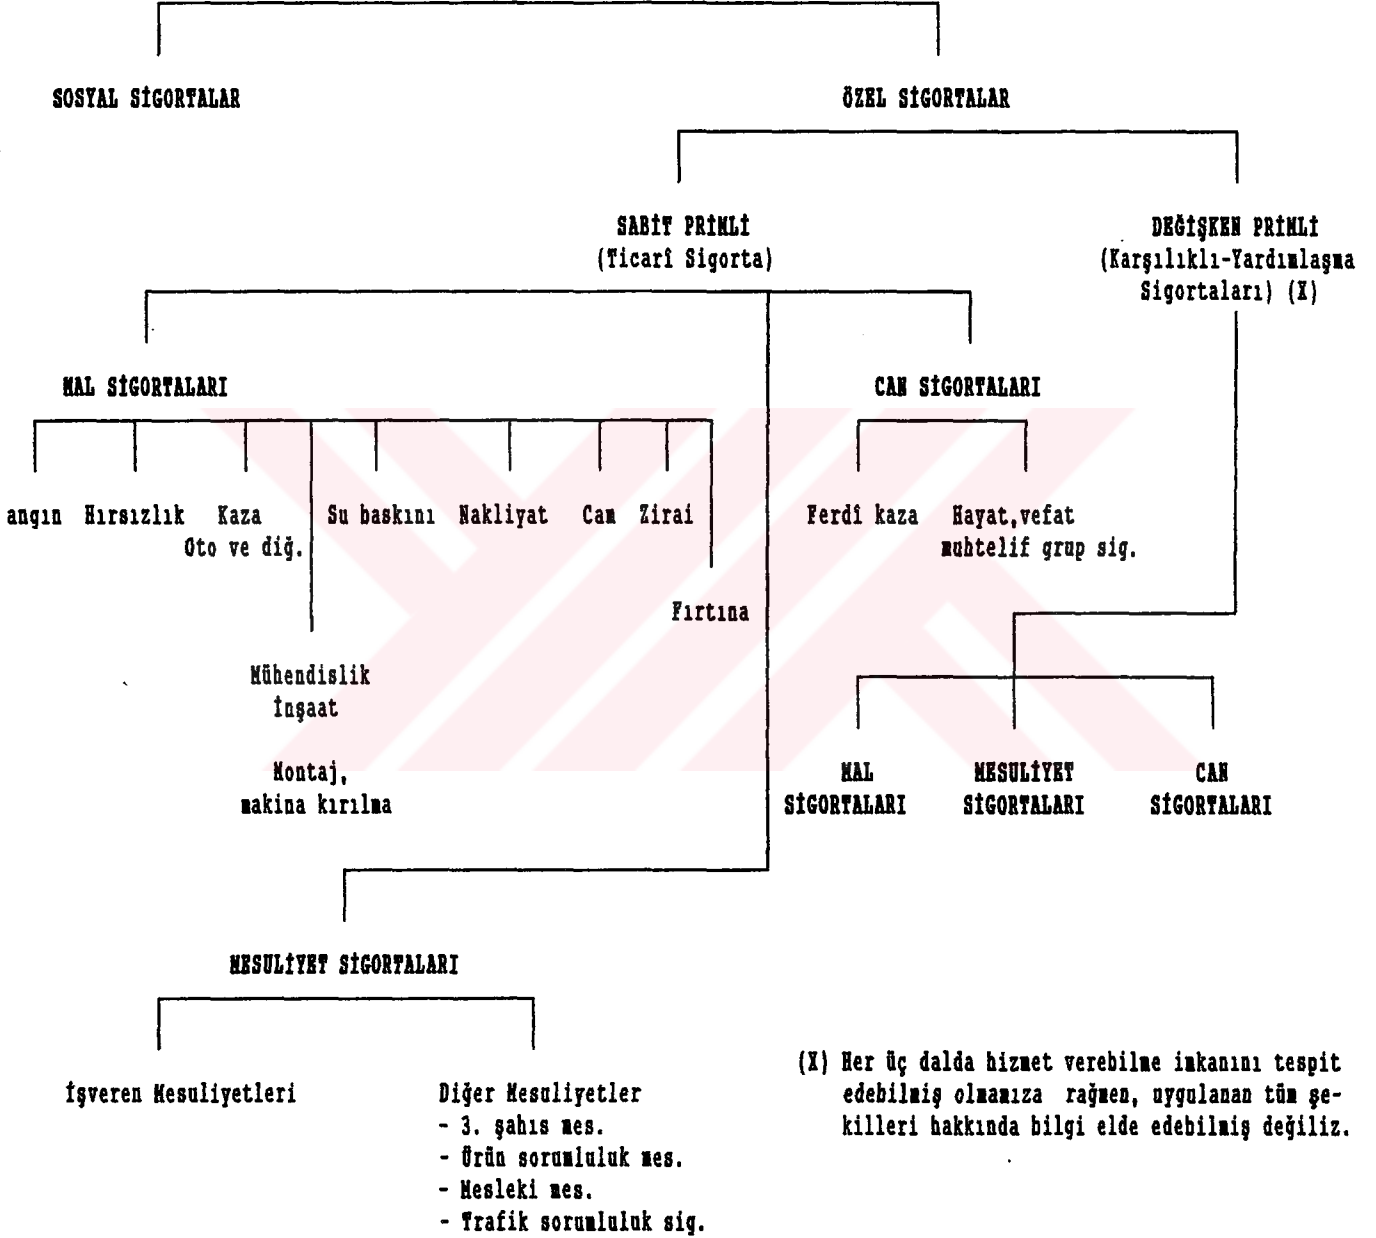 SOSYAL SİGORTALAR
ÖZEL SİGORTALAR
SABİT PRİMLİ
(Ticarî Sigorta)
DEĞİŞKEN PRİMLİ
(Karşılıklı-Yardımlaşma
Sigortaları) (X)
MAL SİGORTALARI
CAN SİGORTALARI
angın Hırsızlık Kaza Su baskını Nakliyat Cam Zirai
Oto ve diğ.
Ferdî kaza Hayat,vefat
muhtelif grup sig.
Fırtına
Mühendislik
İnşaat
Montaj,
makina kırılma
MAL
SİGORTALARI
MESULİYET
SİGORTALARI
CAN
SİGORTALARI
MESULİYET SİGORTALARI
İşveren Mesuliyetleri
Diğer Mesuliyetler
- 3. şahıs mes.
- Ürün sorumluluk mes.
- Mesleki mes.
- Trafik sorumluluk sig.
(X) Her üç dalda hizmet verebilme imkanını tespit
edebilmiş olmamıza rağmen, uygulanan tüm şe-
killeri hakkında bilgi elde edebilmiş değiliz.